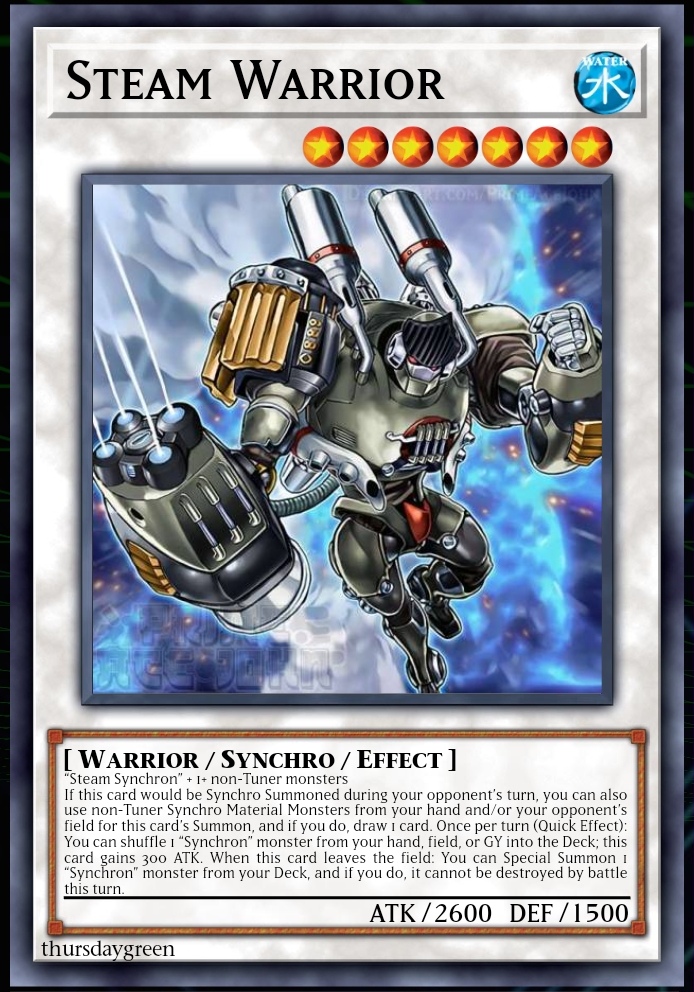 Steam Warrior
WATER
水
[ Warrior / Synchro / Effect ]
“Steam Synchron” + 1+ non-Tuner monsters
If this card would be Synchro Summoned during your opponent’s turn, you can also
use non-Tuner Synchro Material Monsters from your hand and/or your opponent’s
field for this card’s Summon, and if you do, draw 1 card. Once per turn (Quick Effect):
You can shuffle 1 “Synchron” monster from your hand, field, or GY into the Deck; this
card gains 300 ATK. When this card leaves the field: You can Special Summon 1
“Synchron” monster from your Deck, and if you do, it cannot be destroyed by battle
this turn.
ATK / 2600 DEF / 1500
thursdaygreen